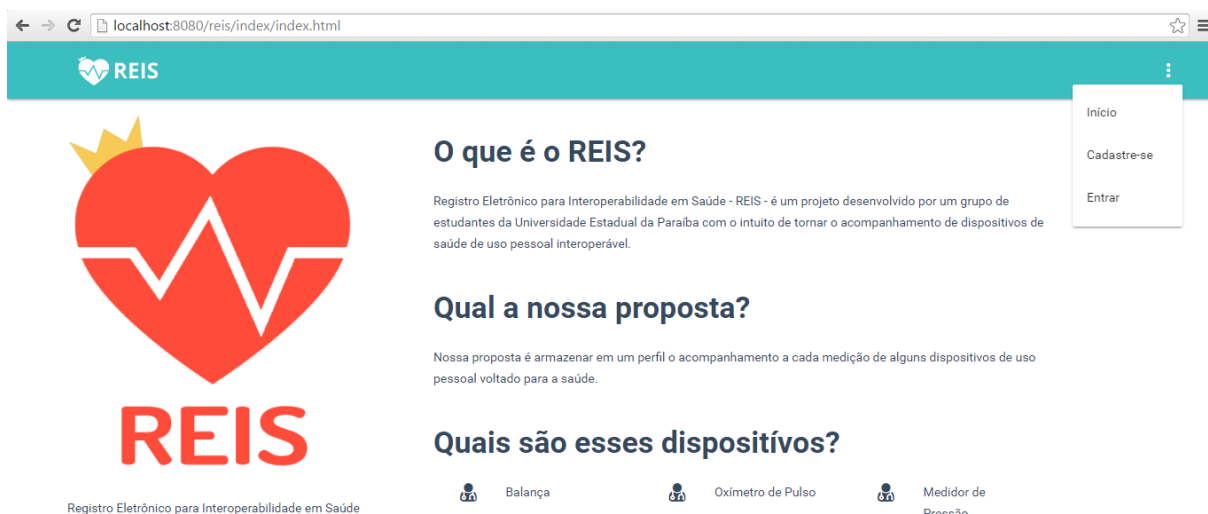 localhost:8080/reis/index/index.html
REIS
Início
Cadastre-se
Entrar
O que é o REIS?
Registro Eletrônico para Interoperabilidade em Saúde - REIS - é um projeto desenvolvido por um grupo de
estudantes da Universidade Estadual da Paraíba com o intuito de tornar o acompanhamento de dispositivos de
saúde de uso pessoal interoperável.
Qual a nossa proposta?
Nossa proposta é armazenar em um perfil o acompanhamento a cada medição de alguns dispositivos de uso
pessoal voltado para a saúde.
REIS
Registro Eletrônico para Interoperabilidade em Saúde
Quais são esses dispositívos?
Balança
Oxímetro de Pulso
Medidor de
Pressão